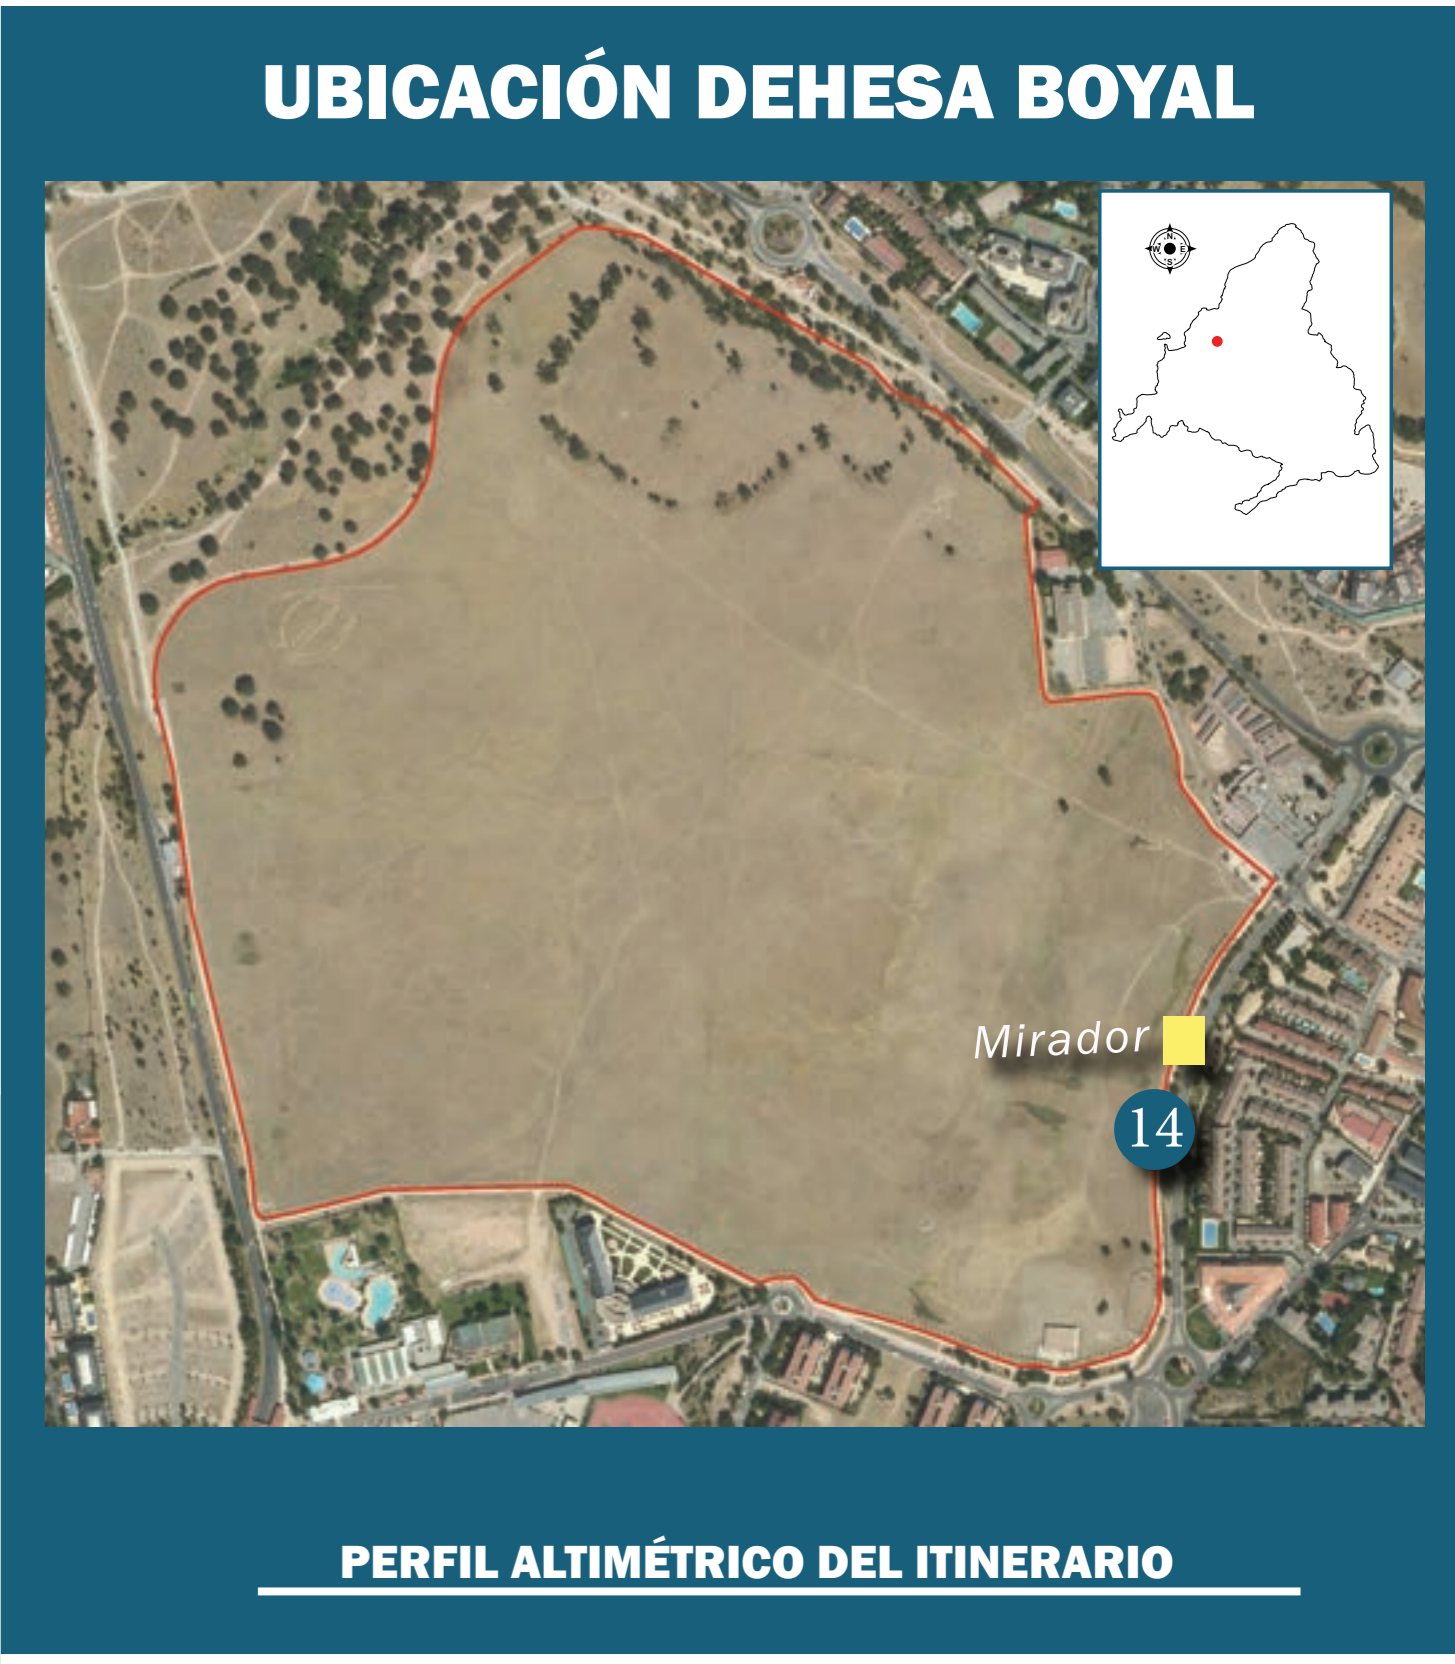 UBICACIÓN DEHESA BOYAL
N
W E
S
Mirador
14
PERFIL ALTIMÉTRICO DEL ITINERARIO